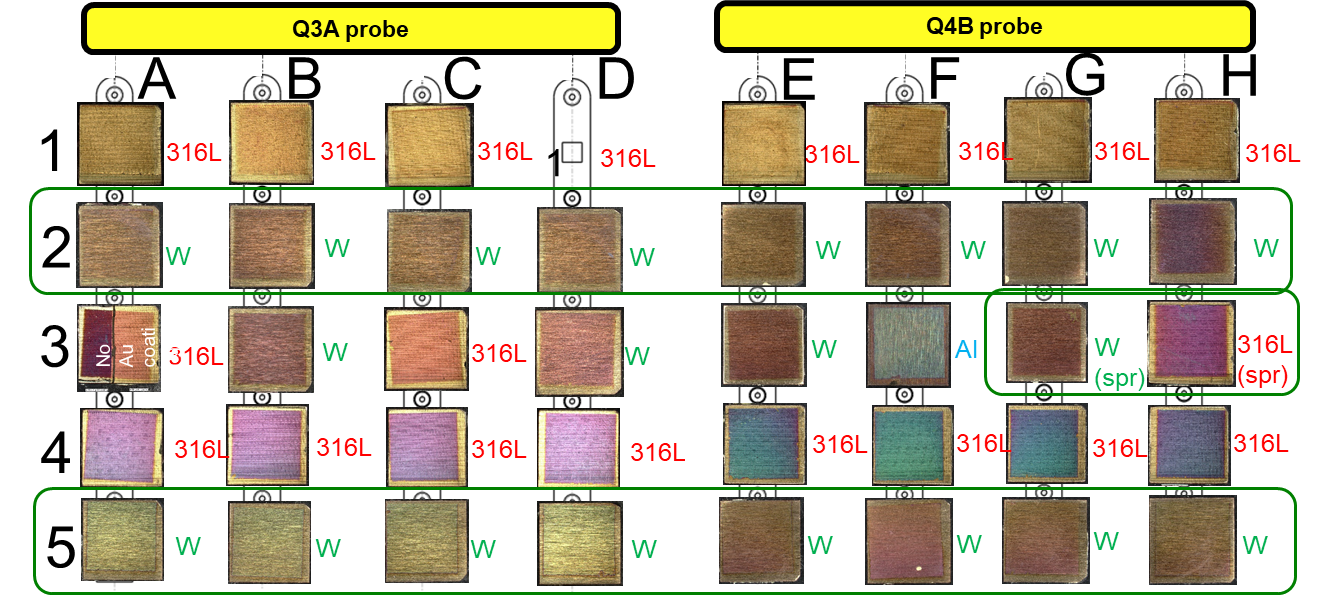 Q3A probe
Q4B probe
A B C D E F G H
1 316L 316L 316L 1 316L 316L 316L 316L 316L
2 W W W W W W W W
3 No Au coati 316L W 316L W W Al W (spr) 316L (spr)
4 316L 316L 316L 316L 316L 316L 316L 316L
5 W W W W W W W W